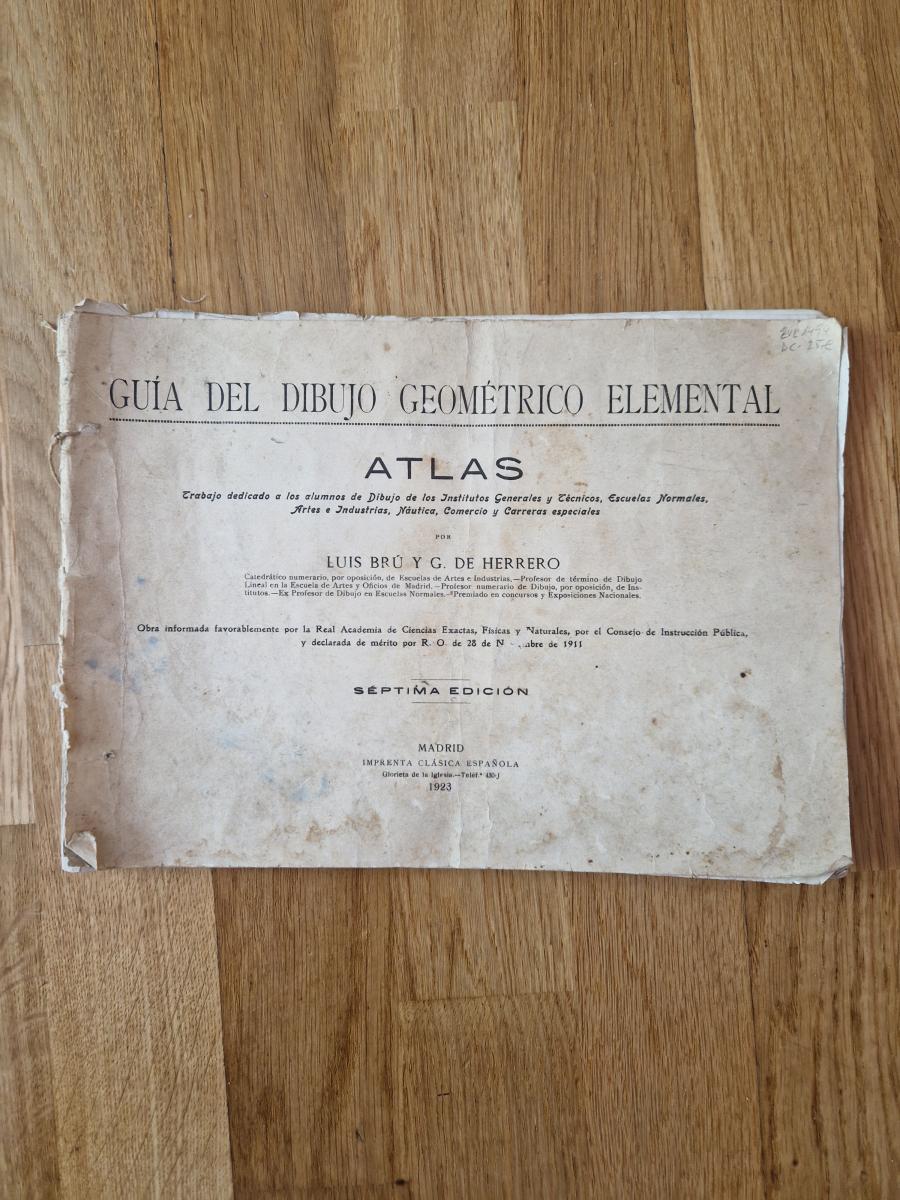 GUÍA DEL DIBUJO GEOMÉTRICO ELEMENTAL
ATLAS
Trabajo dedicado a los alumnos de Dibujo de los Institutos Generales y Técnicos, Escuelas Normales,
Artes e Industrias, Náutica, Comercio y Carreras especiales
POR
LUIS BRÚ Y G. DE HERRERO
Catedrático numerario, por oposición, de Escuelas de Artes e Industrias.—Profesor de término de Dibujo
Lineal en la Escuela de Artes y Oficios de Madrid.—Profesor numerario de Dibujo, por oposición, de Ins-
titutos.—Ex Profesor de Dibujo en Escuelas Normales.—Premiado en concursos y Exposiciones Nacionales.
Obra informada favorablemente por la Real Academia de Ciencias Exactas, Físicas y Naturales, por el Consejo de Instrucción Pública,
y declarada de mérito por R. O. de 28 de de 1911
SÉPTIMA EDICIÓN
MADRID
IMPRENTA CLÁSICA ESPAÑOLA
Glorieta de la Iglesia.—Teléf.º 430-J
1923